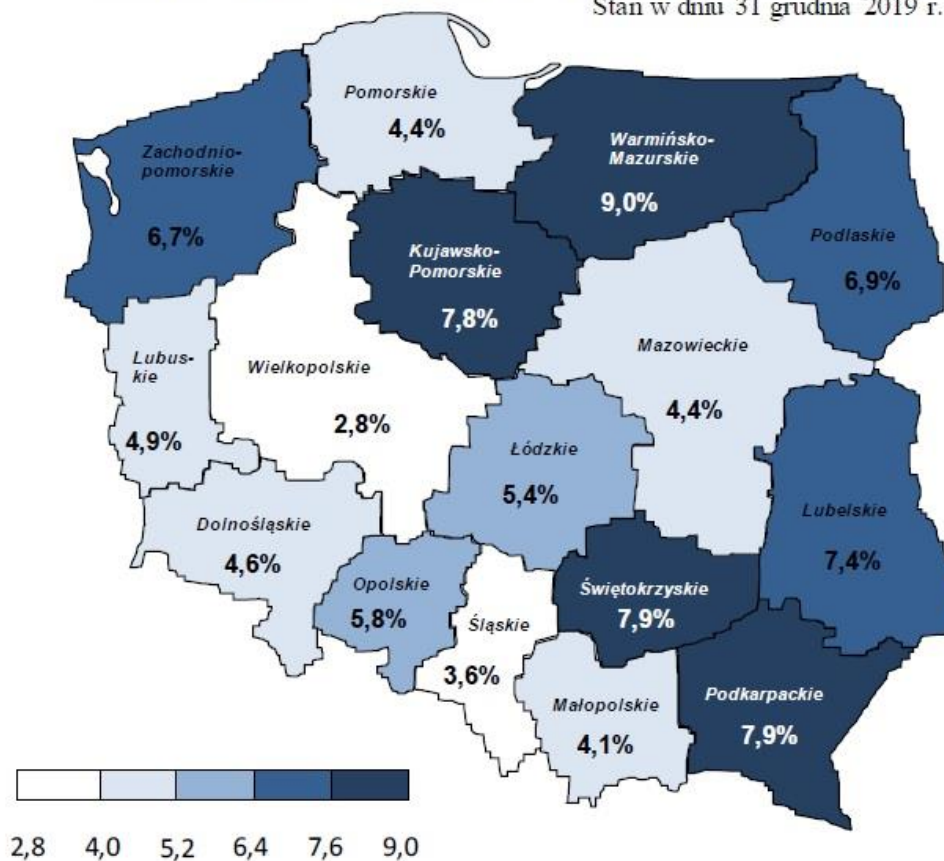 Stan w dniu 31 grudnia 2019 r.
Pomorskie
4,4%
Zachodnio-
pomorskie
6,7%
Warmińsko-
Mazurskie
9,0%
Podlaskie
6,9%
Kujawsko-
Pomorskie
7,8%
Lubus-
kie
4,9%
Wielkopolskie
2,8%
Mazowieckie
4,4%
Łódzkie
5,4%
Dolnośląskie
4,6%
Lubelskie
7,4%
Opolskie
5,8%
Śląskie
3,6%
Świętokrzyskie
7,9%
Małopolskie
4,1%
Podkarpackie
7,9%
2,8 4,0 5,2 6,4 7,6 9,0